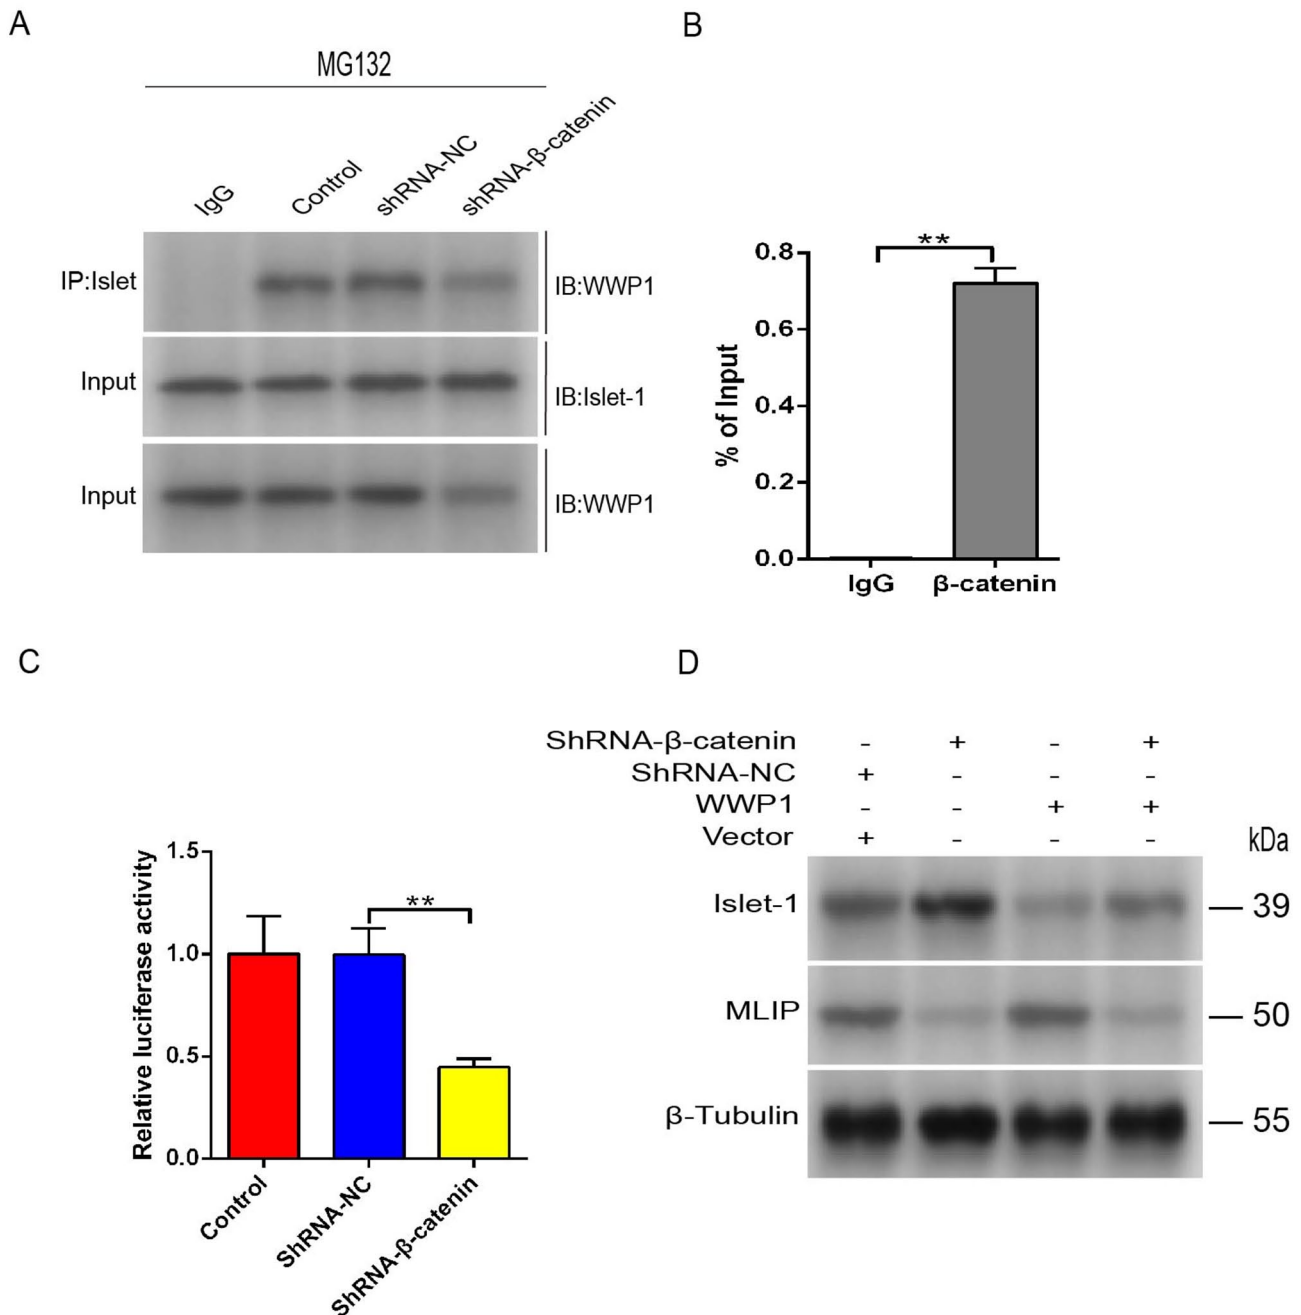 A
MG132
IgG
Control
shRNA-NC
shRNA-β-catenin
IP:Islet
IB:WWP1
Input
IB:Islet-1
Input
IB:WWP1
B
**
0.8
0.6
0.4
0.2
0.0
% of Input
IgG
β-catenin
C
**
1.5
1.0
0.5
0.0
Relative luciferase activity
Control
ShRNA-NC
ShRNA-β-catenin
D
ShRNA-β-catenin - + - +
ShRNA-NC + - - -
WWP1 - - + +
Vector + - - -
kDa
Islet-1 39
MLIP 50
β-Tubulin 55